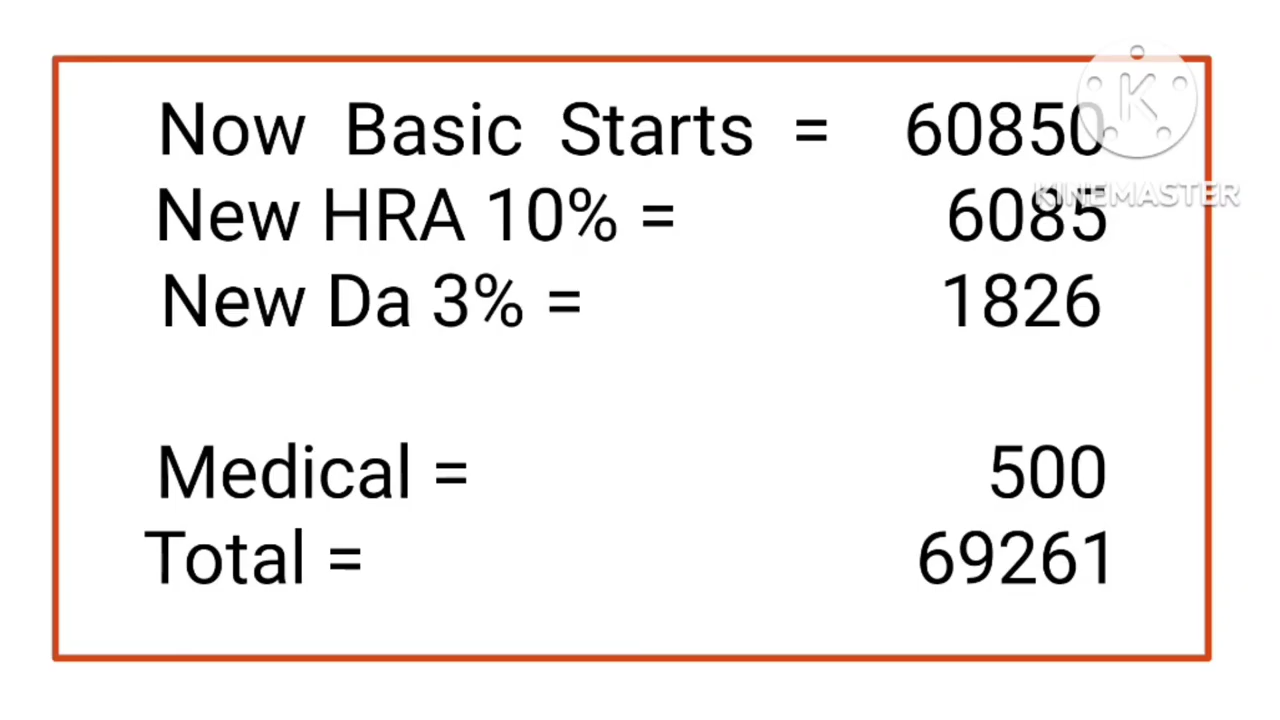 Now Basic Starts = 60850
New HRA 10% = 6085
New Da 3% = 1826
Medical = 500
Total = 69261
KINEMASTER